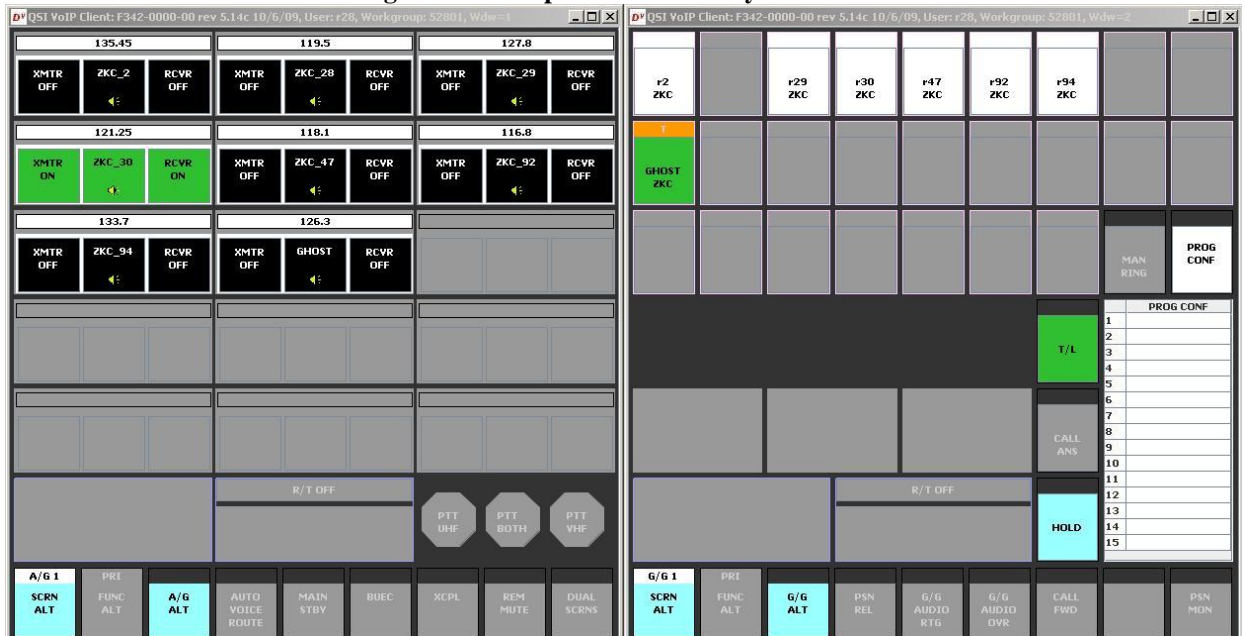 QSI VoIP Client: F342-0000-00 rev 5.14c 10/6/09, User: r28, Workgroup: 52801, Wdw=1
135.45 119.5 127.8
XMTR OFF ZKC_2 RCVR OFF XMTR OFF ZKC_28 RCVR OFF XMTR OFF ZKC_29 RCVR OFF
121.25 118.1 116.8
XMTR ON ZKC_30 RCVR ON XMTR OFF ZKC_47 RCVR OFF XMTR OFF ZKC_92 RCVR OFF
133.7 126.3
XMTR OFF ZKC_94 RCVR OFF XMTR OFF GHOST RCVR OFF
R/T OFF
PTT UHF PTT BOTH PTT VHF
A/G 1 PRI
SCRN ALT FUNC ALT A/G ALT AUTO VOICE ROUTE MAIN STBY BUEC XCPL REM MUTE DUAL SCRNS
QSI VoIP Client: F342-0000-00 rev 5.14c 10/6/09, User: r28, Workgroup: 52801, Wdw=2
r2 ZKC r29 ZKC r30 ZKC r47 ZKC r92 ZKC r94 ZKC
T
GHOST ZKC
MAN RING PROG CONF
PROG CONF
1
2
3
4
5
6
7
8
9
10
11
12
13
14
15
T/L
CALL ANS
R/T OFF
HOLD
G/G 1 PRI
SCRN ALT FUNC ALT G/G ALT PSN REL G/G AUDIO RTG G/G AUDIO OVR CALL FWD PSN MON